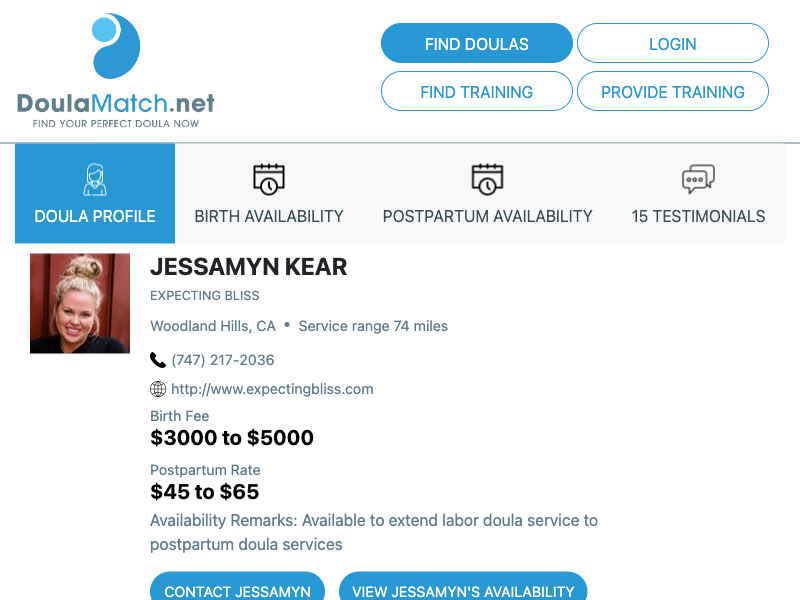 DoulaMatch.net
FIND YOUR PERFECT DOULA NOW
FIND DOULAS
LOGIN
FIND TRAINING
PROVIDE TRAINING
DOULA PROFILE
BIRTH AVAILABILITY
POSTPARTUM AVAILABILITY
15 TESTIMONIALS
JESSAMYN KEAR
EXPECTING BLISS
Woodland Hills, CA • Service range 74 miles
(747) 217-2036
http://www.expectingbliss.com
Birth Fee
$3000 to $5000
Postpartum Rate
$45 to $65
Availability Remarks: Available to extend labor doula service to
postpartum doula services
CONTACT JESSAMYN
VIEW JESSAMYN'S AVAILABILITY